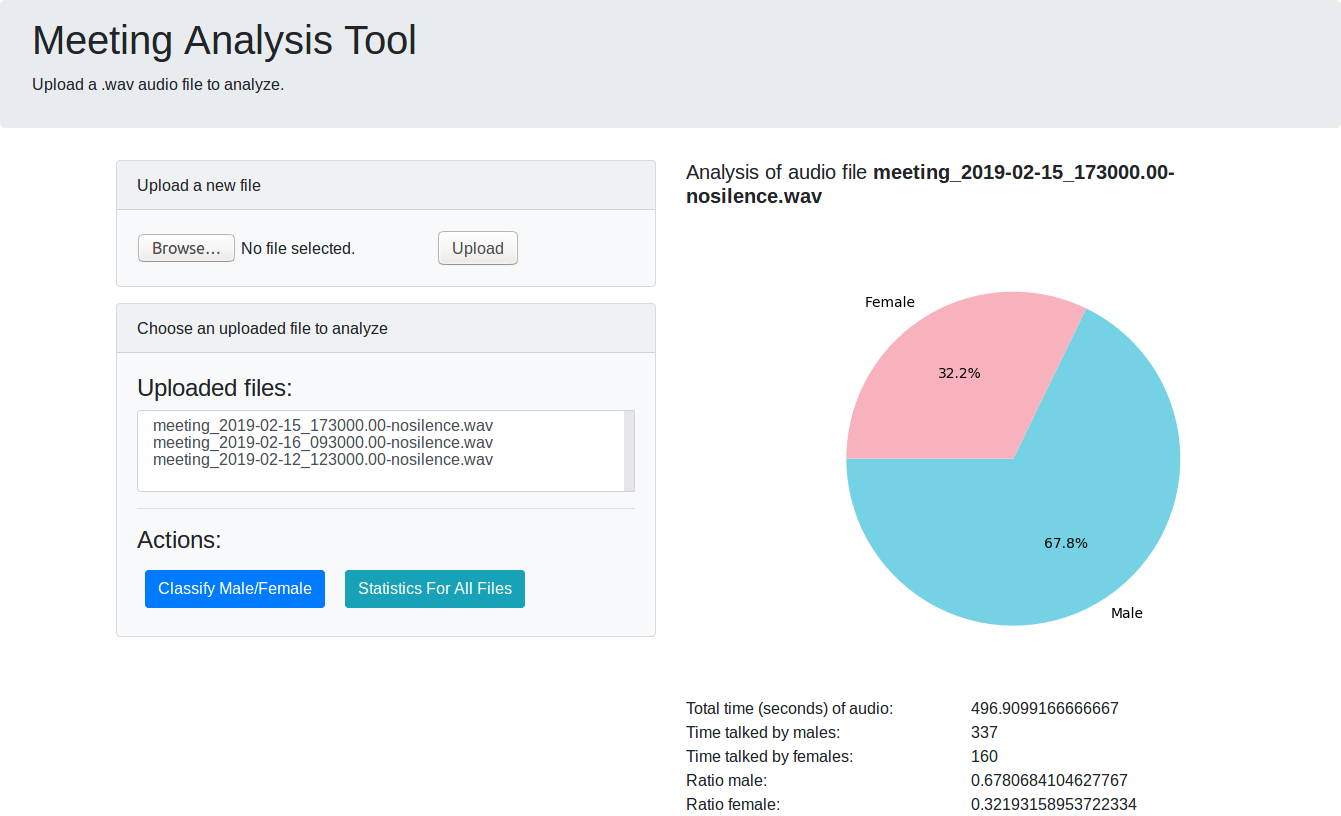 Meeting Analysis Tool
Upload a .wav audio file to analyze.
Upload a new file
Browse... No file selected. Upload
Choose an uploaded file to analyze
Uploaded files:
meeting_2019-02-15_173000.00-nosilence.wav
meeting_2019-02-16_093000.00-nosilence.wav
meeting_2019-02-12_123000.00-nosilence.wav
Actions:
Classify Male/Female Statistics For All Files
Analysis of audio file meeting_2019-02-15_173000.00-
nosilence.wav
Female
32.2%
67.8%
Male
Total time (seconds) of audio: 496.9099166666667
Time talked by males: 337
Time talked by females: 160
Ratio male: 0.6780684104627767
Ratio female: 0.32193158953722334